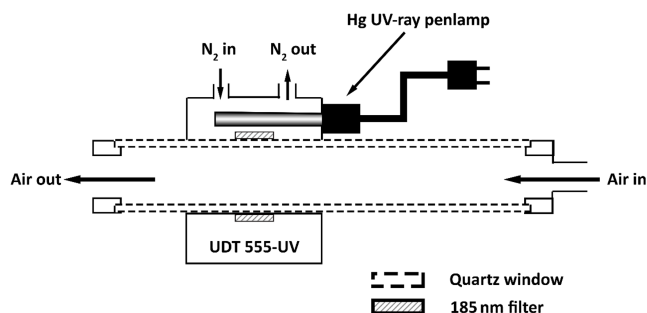 Hg UV-ray penlamp
N2 in
N2 out
Air out
Air in
UDT 555-UV
Quartz window
185 nm filter